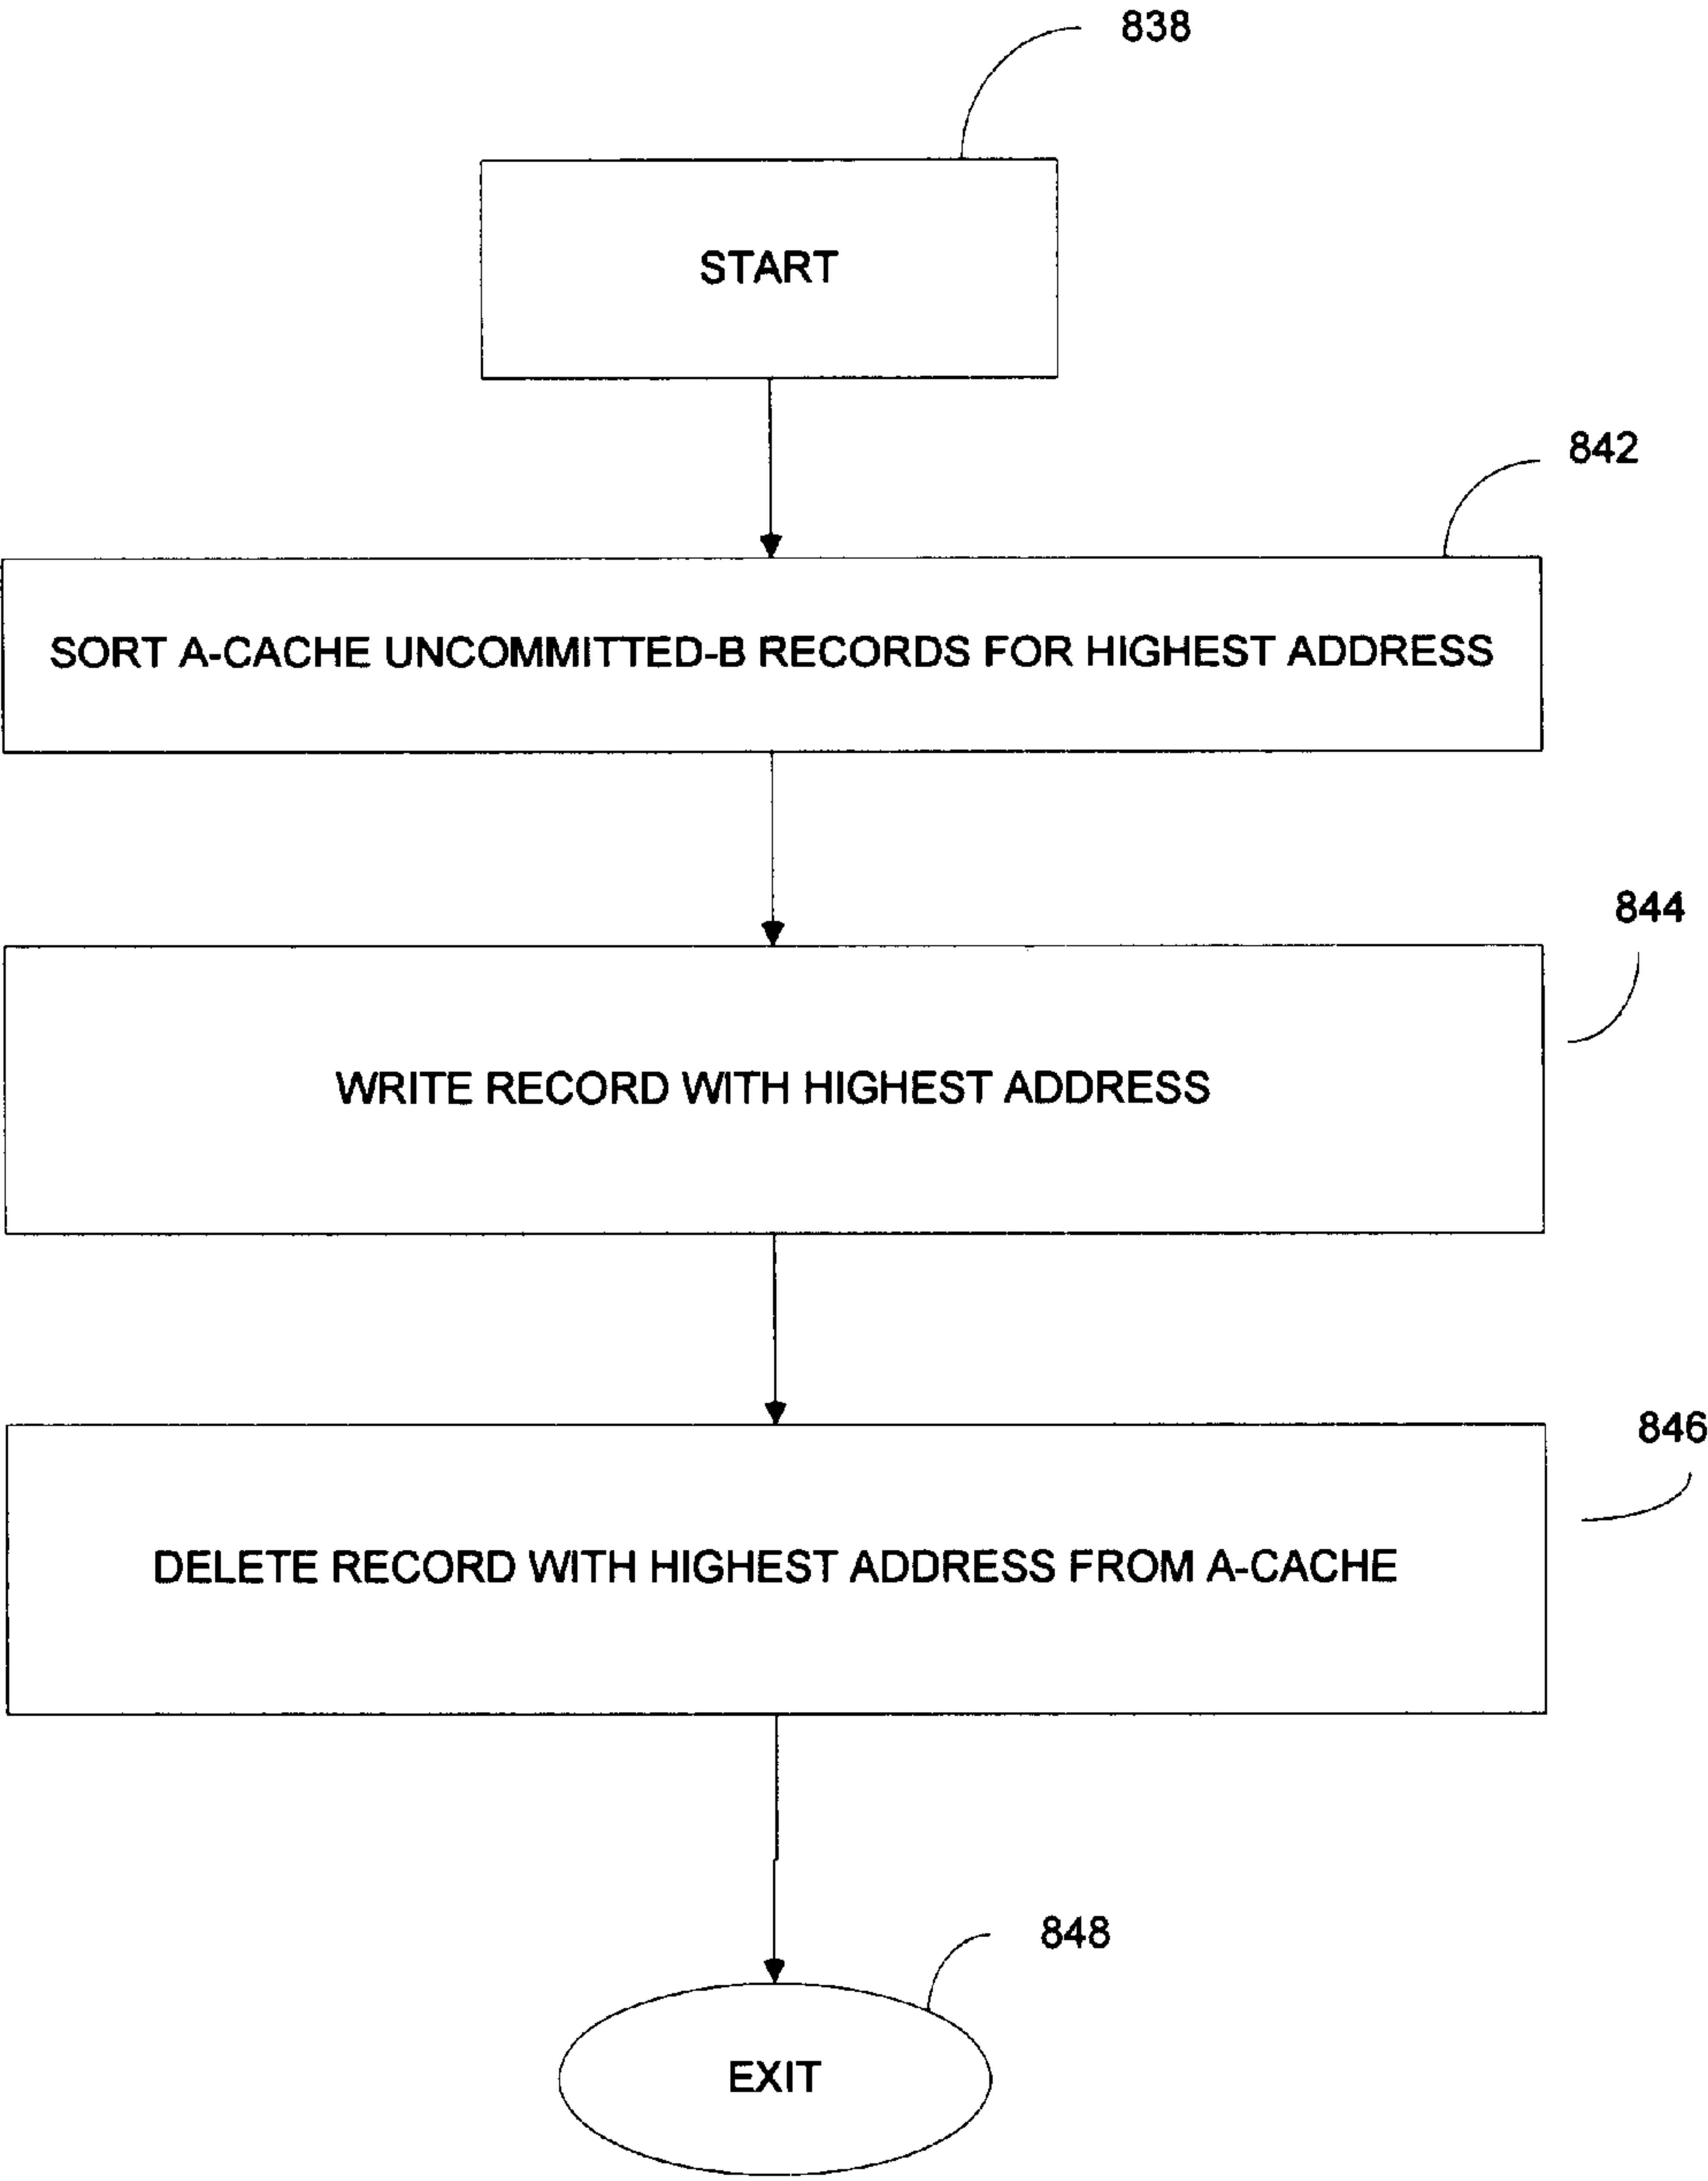 838
START
842
SORT A-CACHE UNCOMMITTED-B RECORDS FOR HIGHEST ADDRESS
844
WRITE RECORD WITH HIGHEST ADDRESS
846
DELETE RECORD WITH HIGHEST ADDRESS FROM A-CACHE
848
EXIT